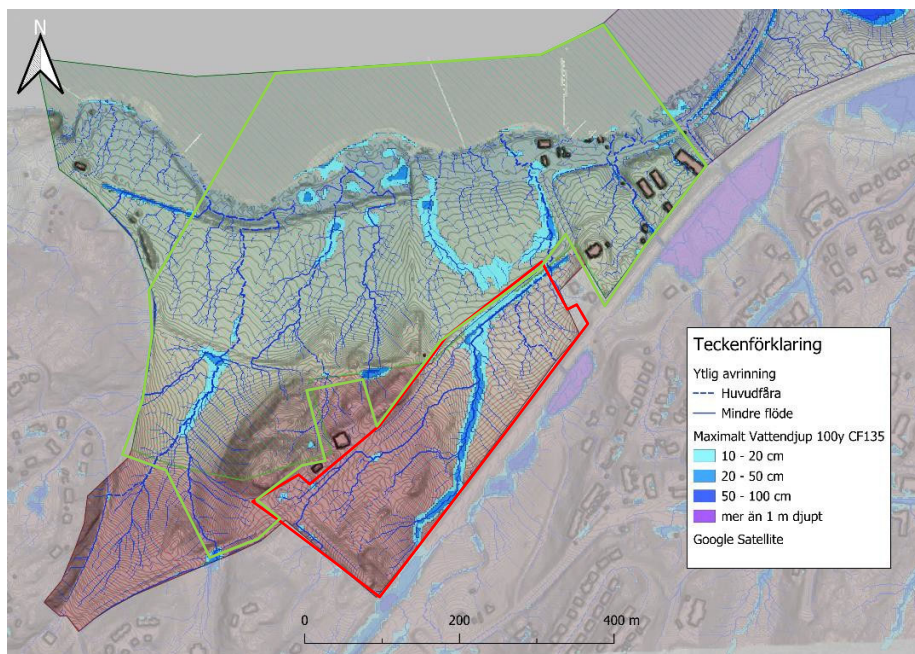 N
Teckenförklaring
Ytlig avrinning
Huvudfåra
Mindre flöde
Maximalt Vattendjup 100y CF135
10 - 20 cm
20 - 50 cm
50 - 100 cm
mer än 1 m djupt
Google Satellite
0 200 400 m